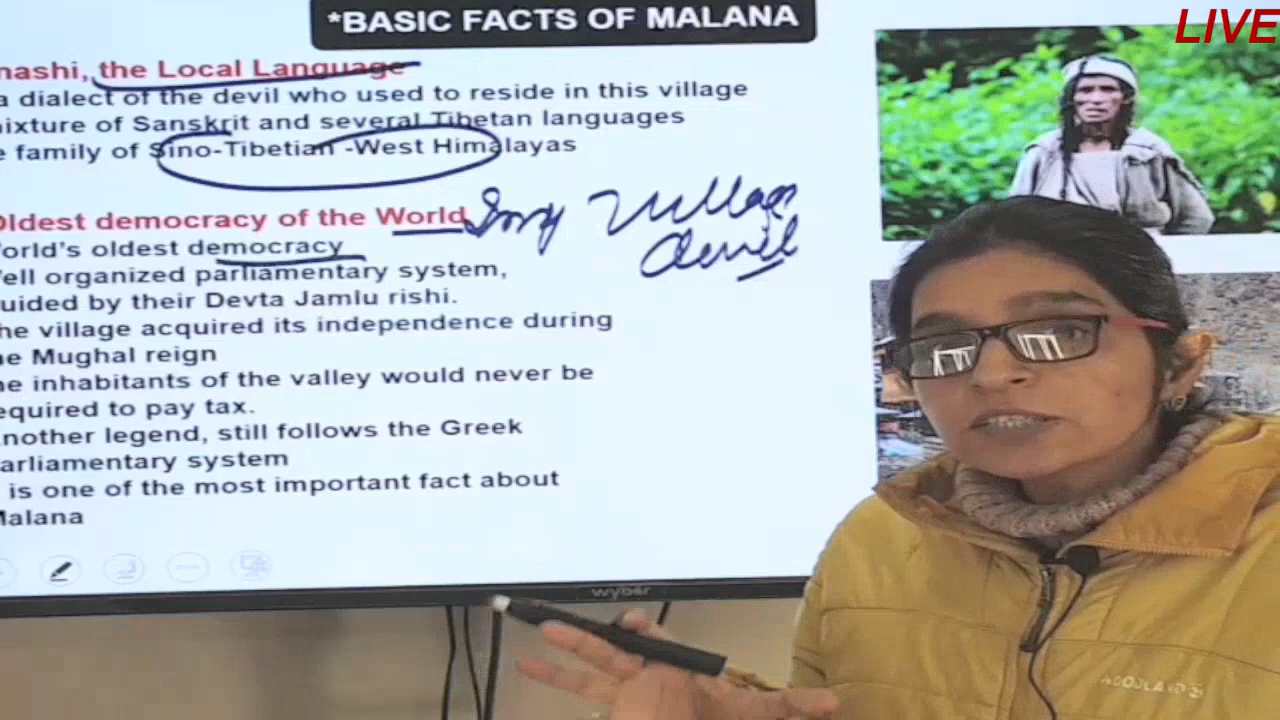 *BASIC FACTS OF MALANA
LIVE
nashi, the Local Language
a dialect of the devil who used to reside in this village
ixture of Sanskrit and several Tibetan languages
e family of Sino-Tibetian -West Himalayas
Oldest democracy of the World
Village
devil
orld's oldest democracy
ell organized parliamentary system,
uided by their Devta Jamlu rishi.
he village acquired its independence during
he Mughal reign
he inhabitants of the valley would never be
equired to pay tax.
nother legend, still follows the Greek
arliamentary system
is one of the most important fact about
Malana
wyber